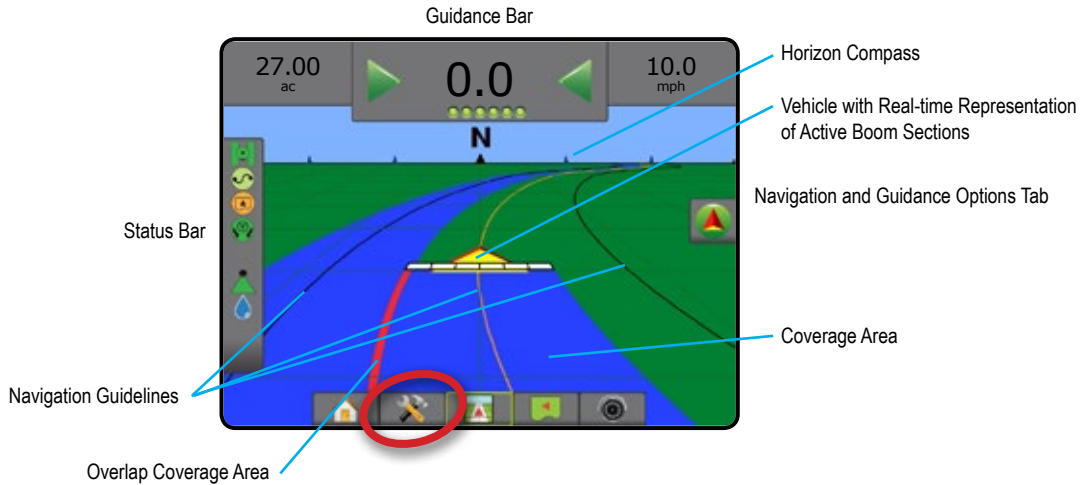 Guidance Bar
27.00
ac
0.0
10.0
mph
N
Horizon Compass
Vehicle with Real-time Representation
of Active Boom Sections
Navigation and Guidance Options Tab
Status Bar
Coverage Area
Navigation Guidelines
Overlap Coverage Area